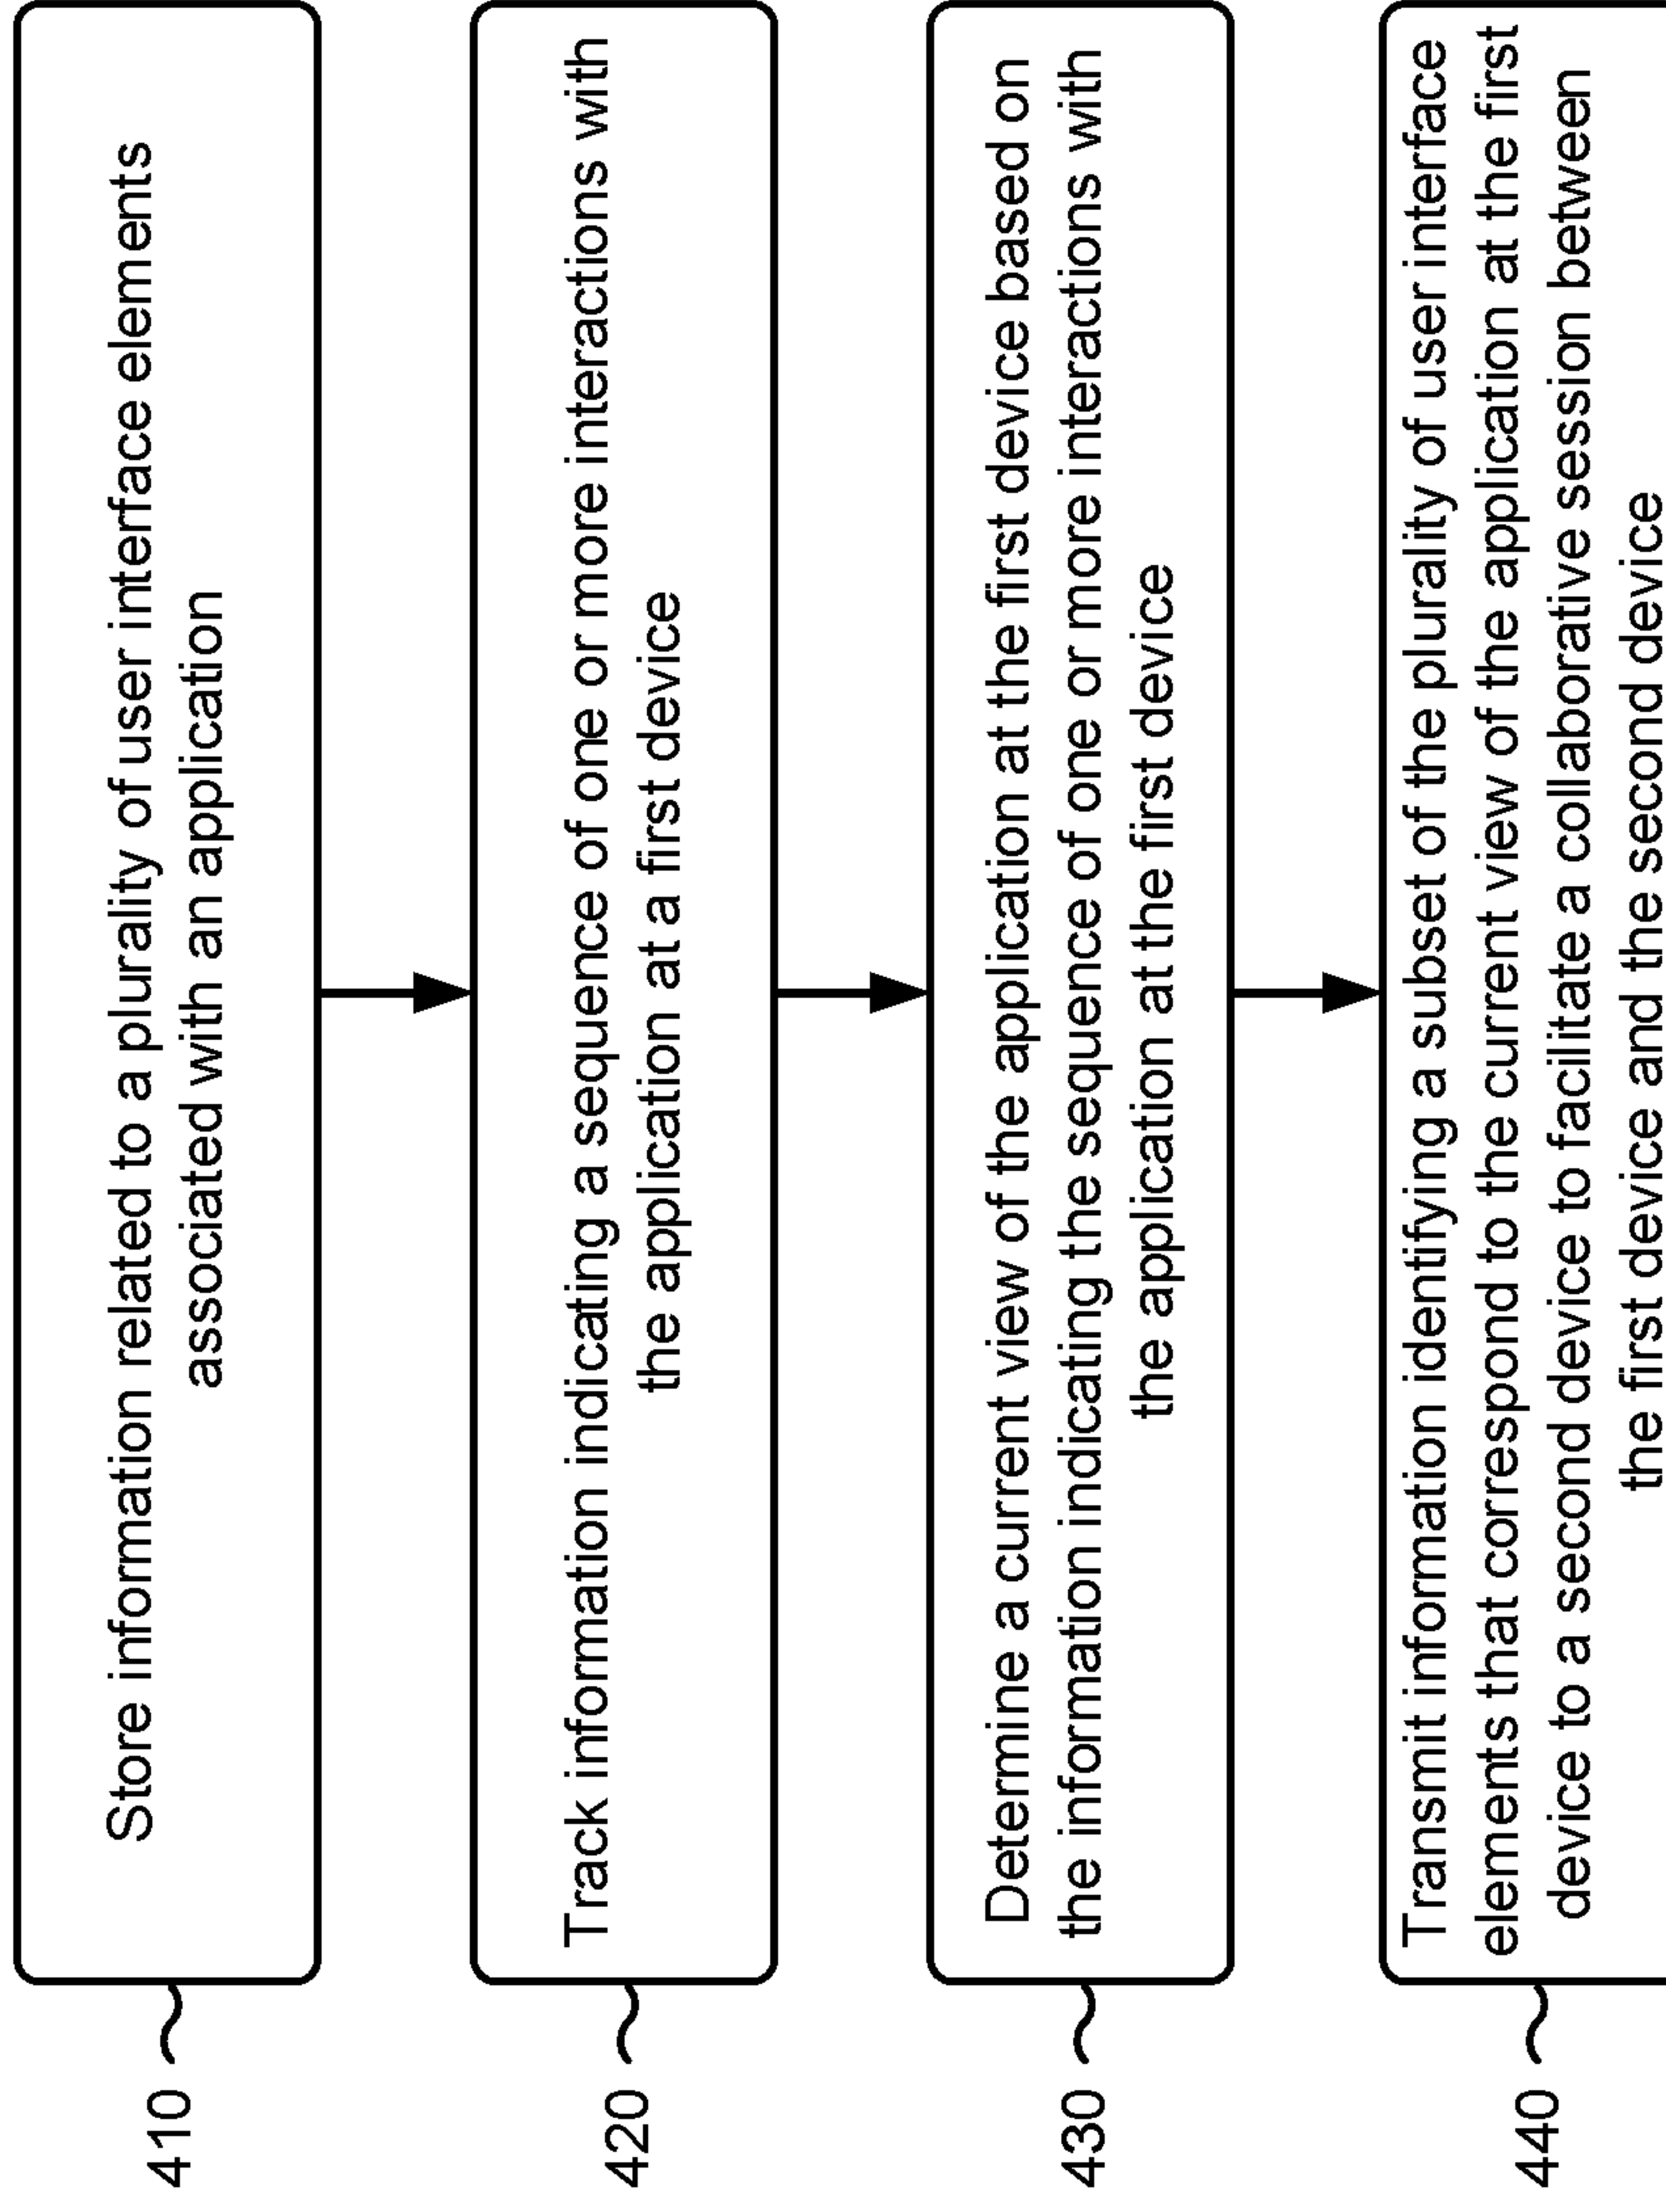 410
Store information related to a plurality of user interface elements
associated with an application
420
Track information indicating a sequence of one or more interactions with
the application at a first device
430
Determine a current view of the application at the first device based on
the information indicating the sequence of one or more interactions with
the application at the first device
440
Transmit information identifying a subset of the plurality of user interface
elements that correspond to the current view of the application at the first
device to a second device to facilitate a collaborative session between
the first device and the second device